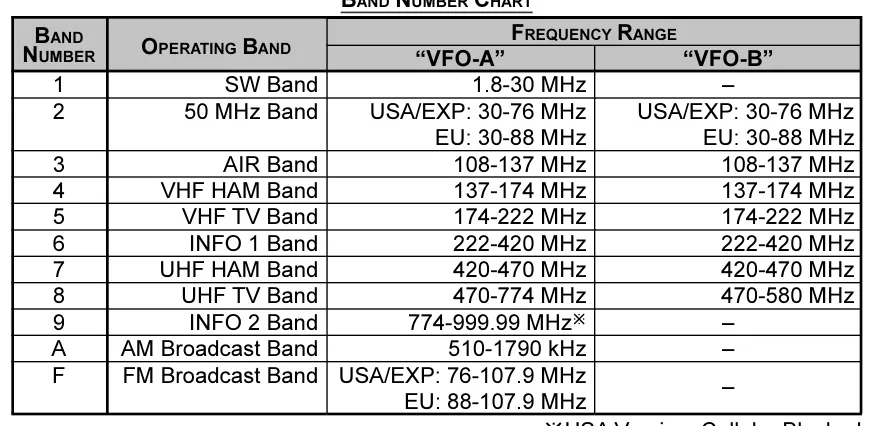 BAND NUMBER CHART
BAND NUMBER OPERATING BAND FREQUENCY RANGE
“VFO-A” “VFO-B”
1 SW Band 1.8-30 MHz –
2 50 MHz Band USA/EXP: 30-76 MHz USA/EXP: 30-76 MHz
EU: 30-88 MHz EU: 30-88 MHz
3 AIR Band 108-137 MHz 108-137 MHz
4 VHF HAM Band 137-174 MHz 137-174 MHz
5 VHF TV Band 174-222 MHz 174-222 MHz
6 INFO 1 Band 222-420 MHz 222-420 MHz
7 UHF HAM Band 420-470 MHz 420-470 MHz
8 UHF TV Band 470-774 MHz 470-580 MHz
9 INFO 2 Band 774-999.99 MHz※ –
A AM Broadcast Band 510-1790 kHz –
F FM Broadcast Band USA/EXP: 76-107.9 MHz –
EU: 88-107.9 MHz